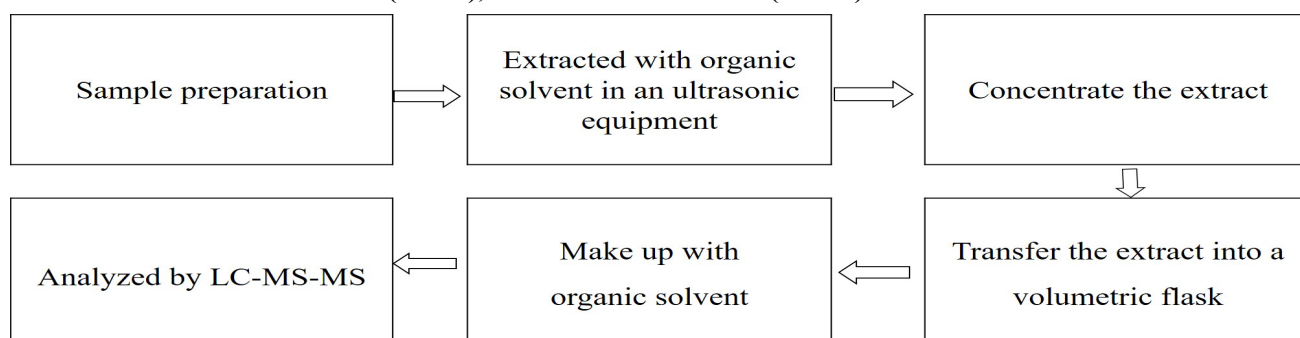 Sample preparation
Extracted with organic
solvent in an ultrasonic
equipment
Concentrate the extract
Transfer the extract into a
volumetric flask
Make up with
organic solvent
Analyzed by LC-MS-MS